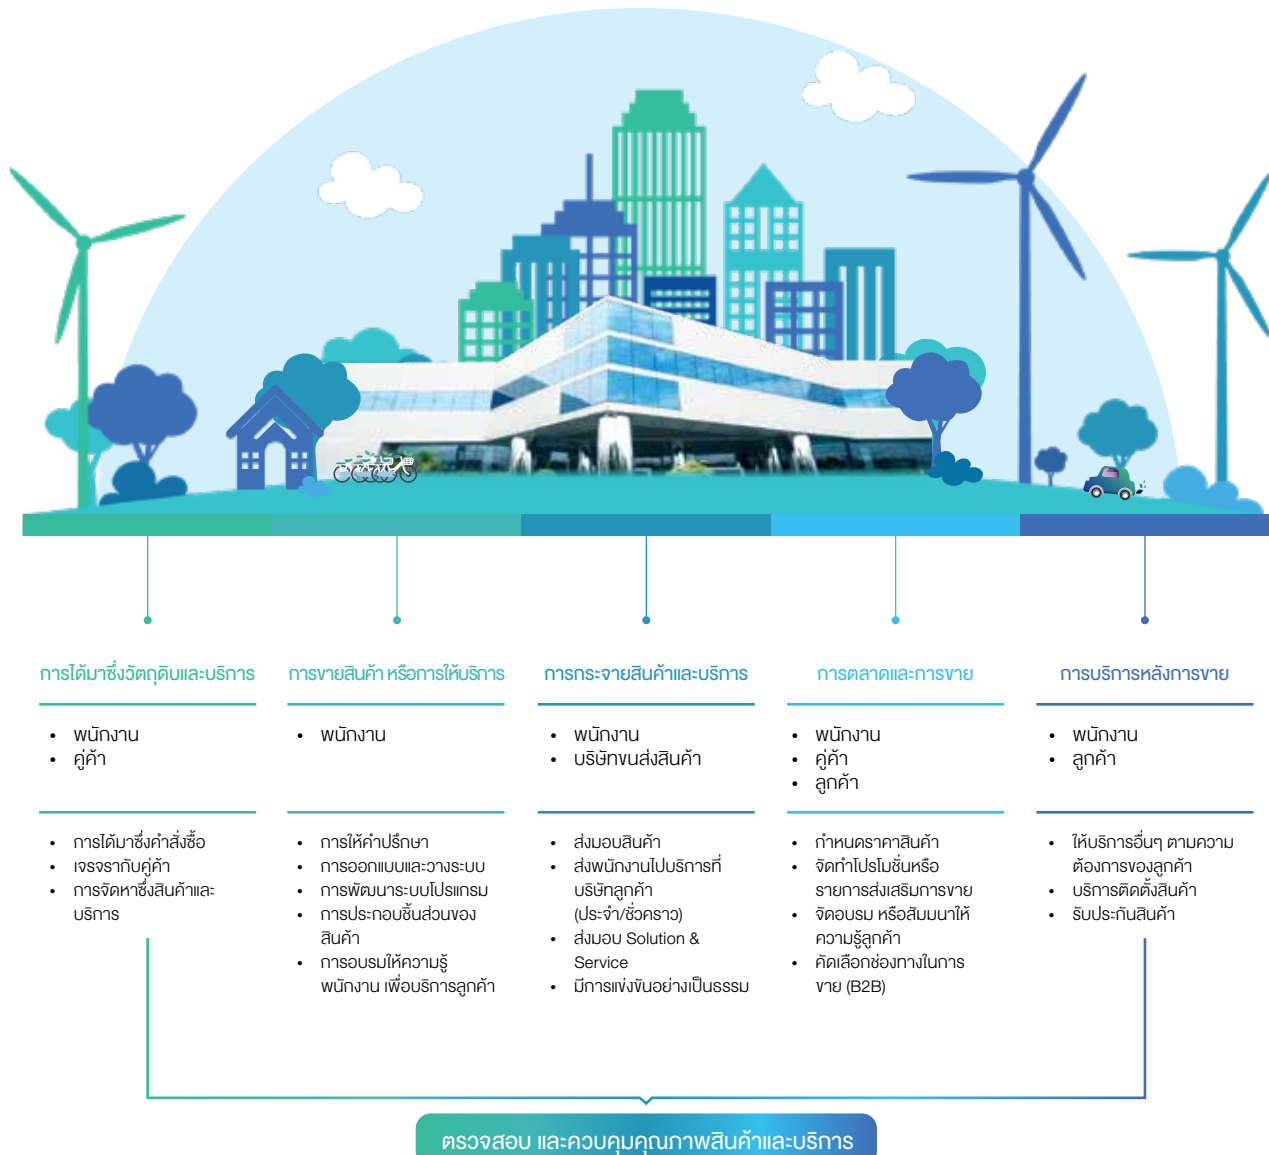 การได้มาซึ่งวัตถุดิบและบริการ
• พนักงาน
• คู่ค้า
• การได้มาซึ่งคำสั่งซื้อ
• เจรจรากับคู่ค้า
• การจัดหาซึ่งสินค้าและ
บริการ
การขายสินค้า หรือการให้บริการ
• พนักงาน
• การให้คำปรึกษา
• การออกแบบและวางระบบ
• การพัฒนาระบบโปรแกรม
• การประกอบชิ้นส่วนของ
สินค้า
• การอบรมให้ความรู้
พนักงาน เพื่อบริการลูกค้า
การกระจายสินค้าและบริการ
• พนักงาน
• บริษัทขนส่งสินค้า
• ส่งมอบสินค้า
• ส่งพนักงานไปบริการที่
บริษัทลูกค้า
(ประจำ/ชั่วคราว)
• ส่งมอบ Solution &
Service
• มีการแข่งขันอย่างเป็นธรรม
การตลาดและการขาย
• พนักงาน
• คู่ค้า
• ลูกค้า
• กำหนดราคาสินค้า
• จัดทำโปรโมชั่นหรือ
รายการส่งเสริมการขาย
• จัดอบรม หรือสัมมนาให้
ความรู้ลูกค้า
• คัดเลือกช่องทางในการ
ขาย (B2B)
การบริการหลังการขาย
• พนักงาน
• ลูกค้า
• ให้บริการอื่นๆ ตามความ
ต้องการของลูกค้า
• บริการติดตั้งสินค้า
• รับประกันสินค้า
ตรวจสอบ และควบคุมคุณภาพสินค้าและบริการ